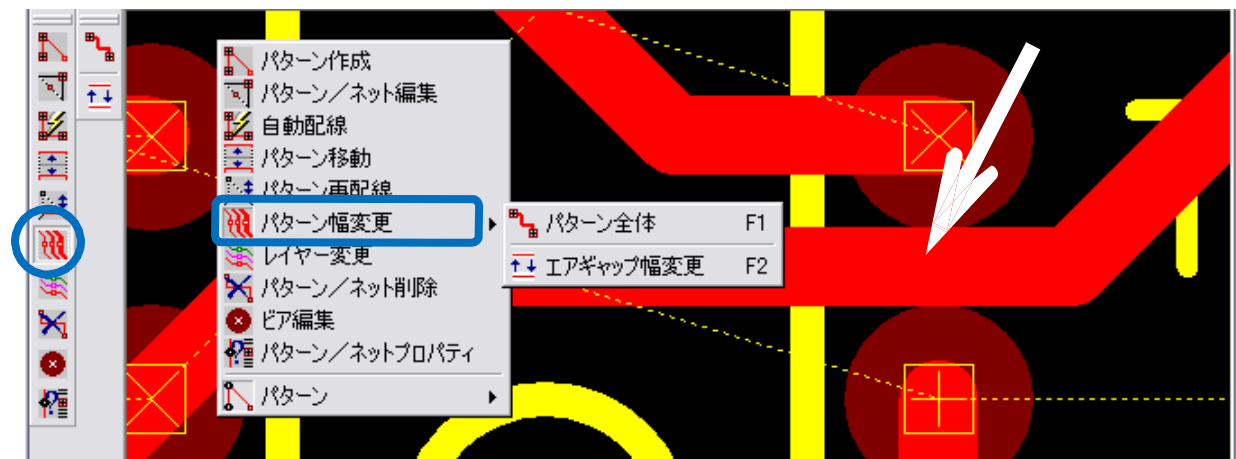 パターン作成
パターン／ネット編集
自動配線
パターン移動
パターン再配線
パターン幅変更
レイヤー変更
パターン／ネット削除
ビア編集
パターン／ネットプロパティ
パターン
パターン全体 F1
エアギャップ幅変更 F2